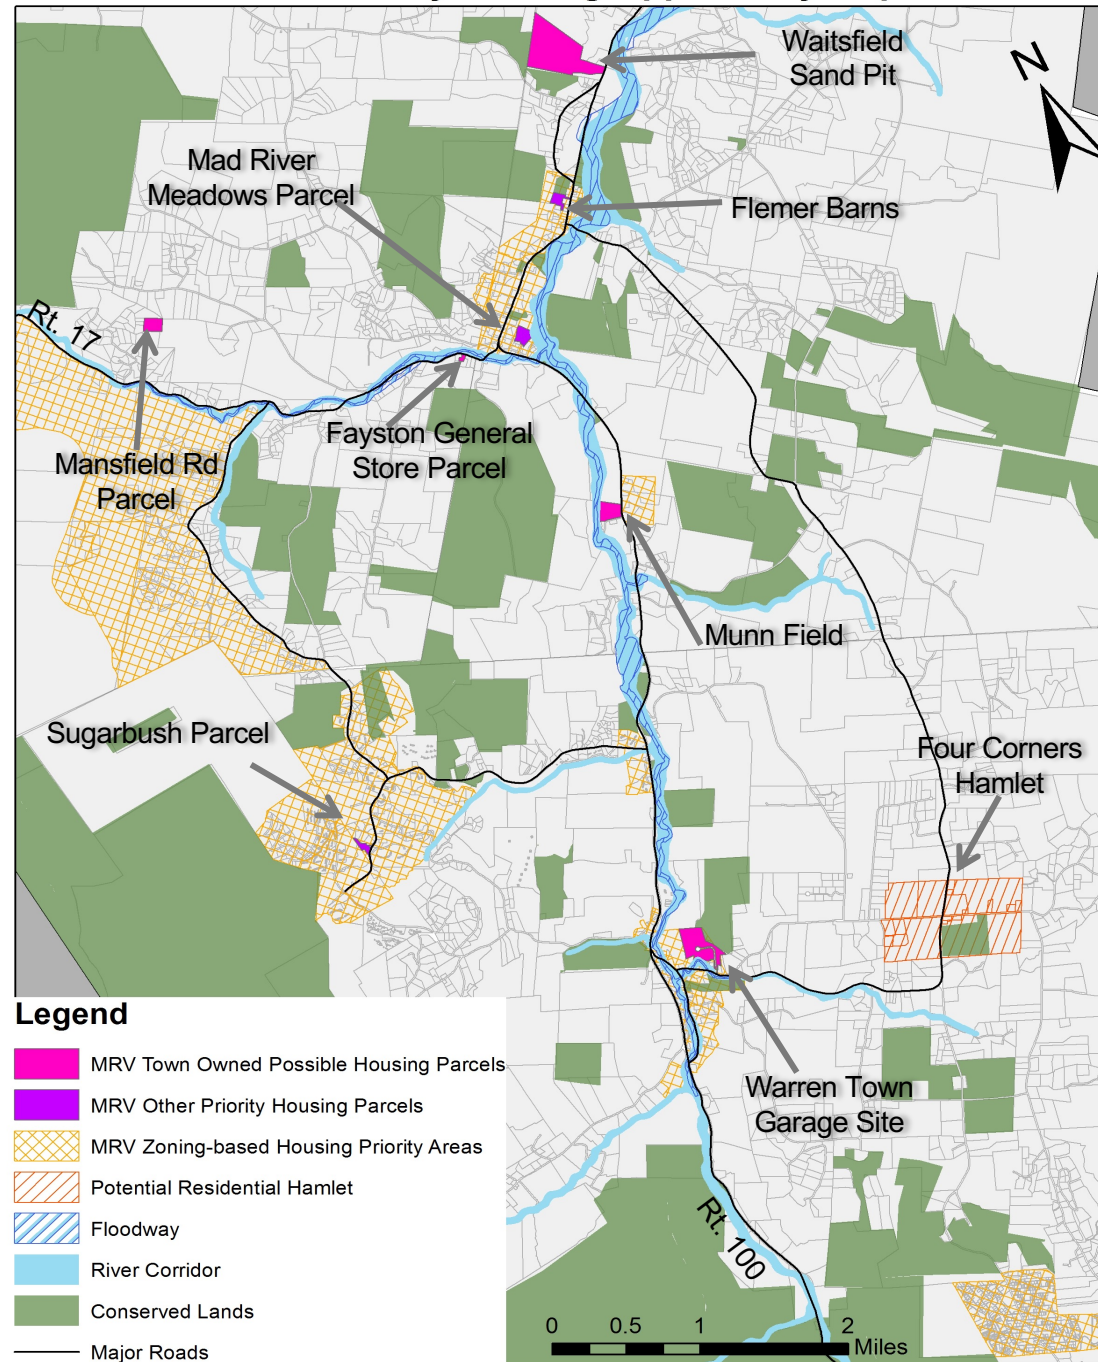 Waitsfield
Sand Pit
N
Mad River
Meadows Parcel
Flemer Barns
Rt. 17
Fayston General
Store Parcel
Mansfield Rd
Parcel
Munn Field
Sugarbush Parcel
Four Corners
Hamlet
Warren Town
Garage Site
Rt. 100
Legend
MRV Town Owned Possible Housing Parcels
MRV Other Priority Housing Parcels
MRV Zoning-based Housing Priority Areas
Potential Residential Hamlet
Floodway
River Corridor
Conserved Lands
Major Roads
0 0.5 1 2
Miles